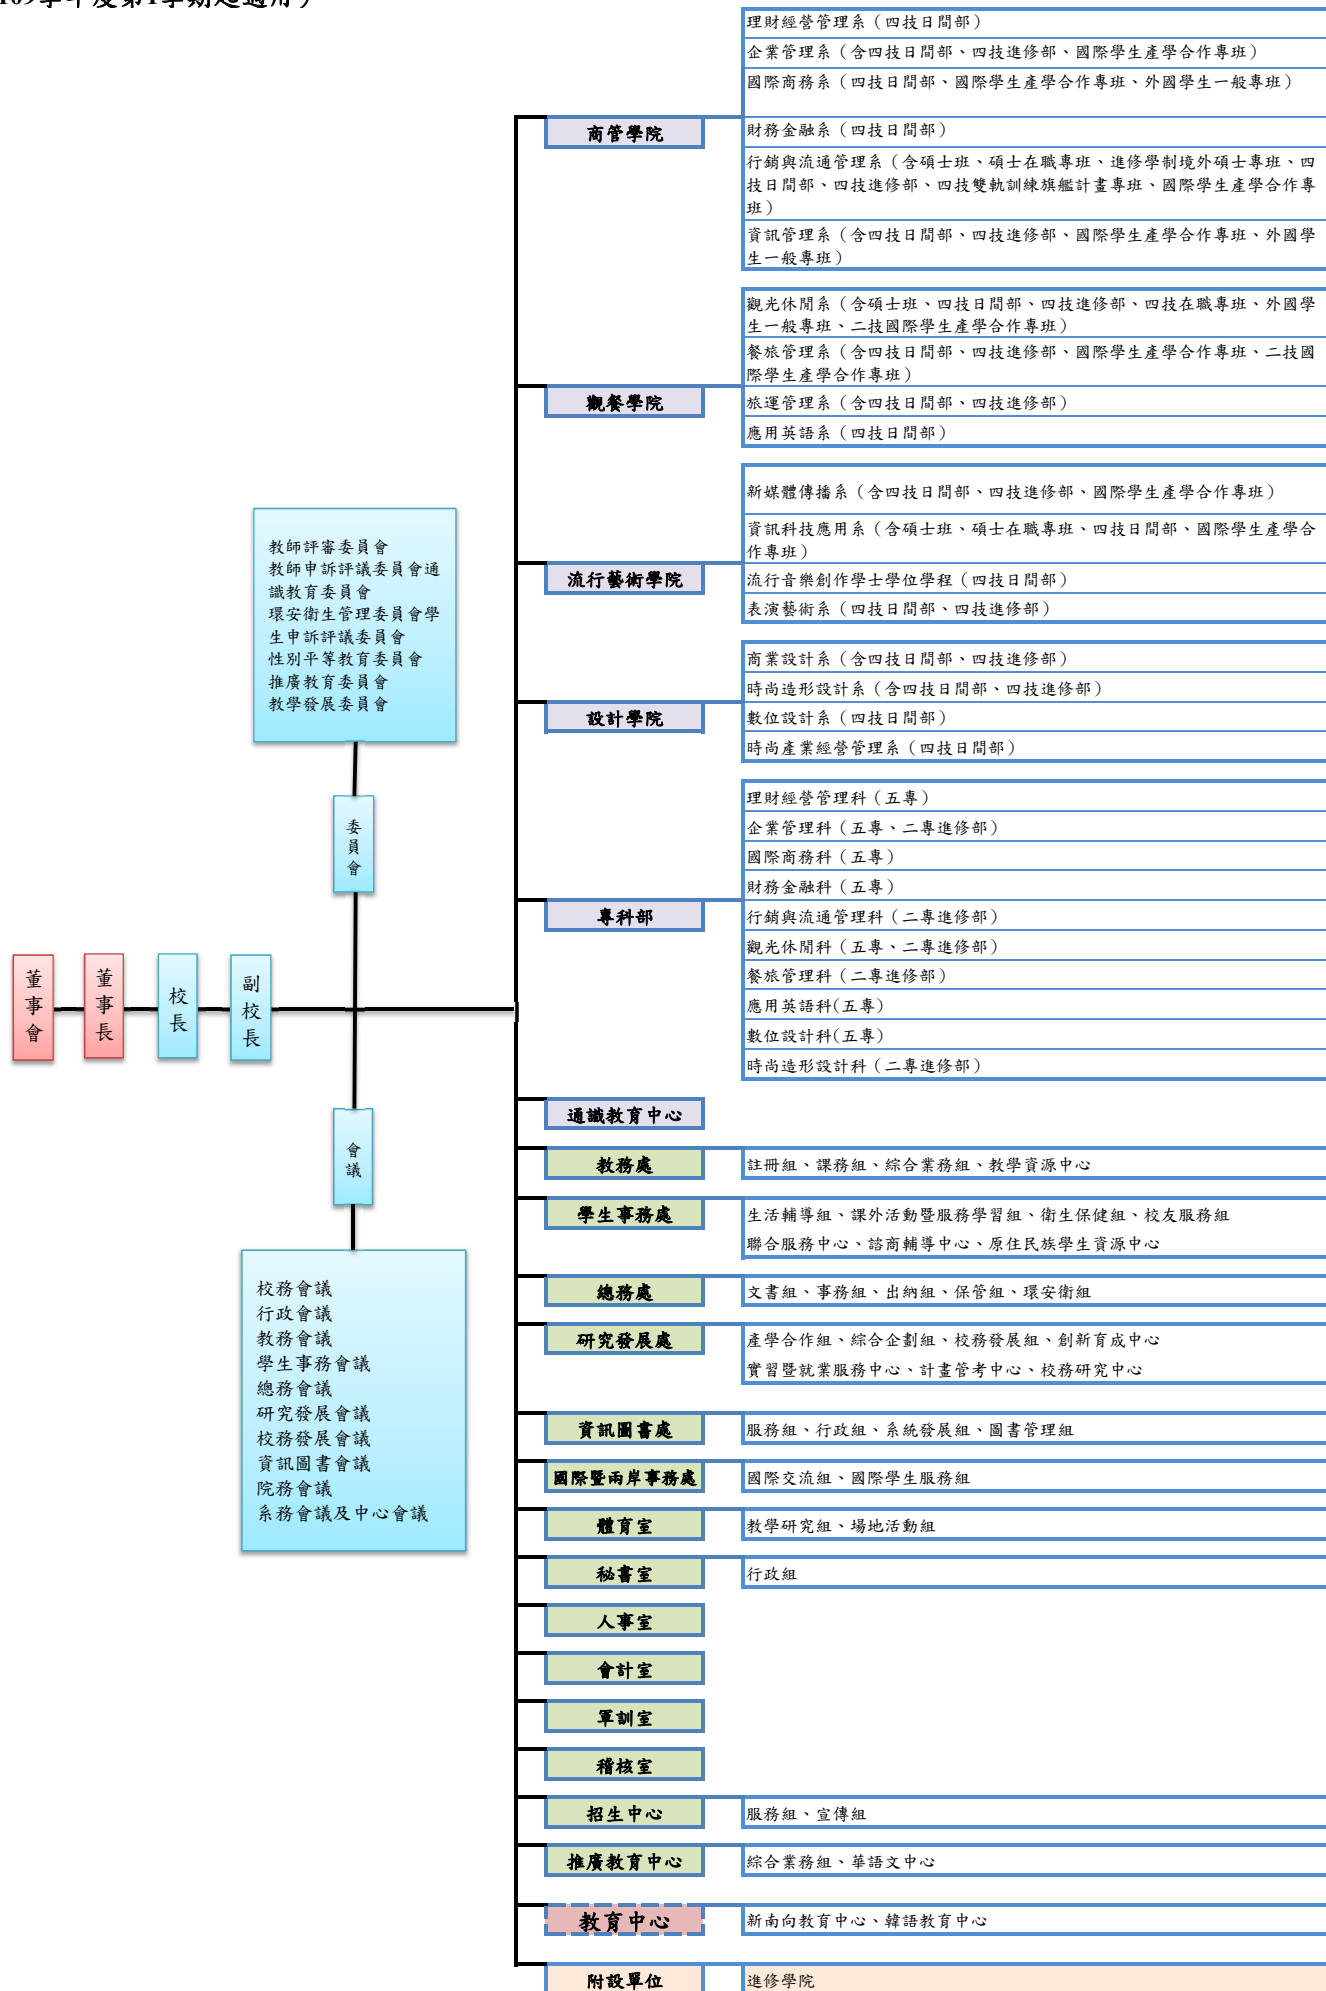 109學年度第1學期起適用）
理財經營管理系（四技日間部）
企業管理系（含四技日間部、四技進修部、國際學生產學合作專班）
國際商務系（四技日間部、國際學生產學合作專班、外國學生一般專班）
商管學院
財務金融系（四技日間部）
行銷與流通管理系（含碩士班、碩士在職專班、進修學制境外碩士專班、四
技日間部、四技進修部、四技雙軌訓練旗艦計畫專班、國際學生產學合作專
班）
資訊管理系（含四技日間部、四技進修部、國際學生產學合作專班、外國學
生一般專班）
觀光休閒系（含碩士班、四技日間部、四技進修部、四技在職專班、外國學
生一般專班、二技國際學生產學合作專班）
餐旅管理系（含四技日間部、四技進修部、國際學生產學合作專班、二技國
際學生產學合作專班）
觀餐學院
旅運管理系（含四技日間部、四技進修部）
應用英語系（四技日間部）
新媒體傳播系（含四技日間部、四技進修部、國際學生產學合作專班）
資訊科技應用系（含碩士班、碩士在職專班、四技日間部、國際學生產學合
作專班）
流行藝術學院
流行音樂創作學士學位學程（四技日間部）
表演藝術系（四技日間部、四技進修部）
教師評審委員會
教師申訴評議委員會通
識教育委員會
環安衛生管理委員會學
生申訴評議委員會
性別平等教育委員會
推廣教育委員會
教學發展委員會
商業設計系（含四技日間部、四技進修部）
時尚造形設計系（含四技日間部、四技進修部）
設計學院
數位設計系（四技日間部）
時尚產業經營管理系（四技日間部）
委員會
理財經營管理科（五專）
企業管理科（五專、二專進修部）
國際商務科（五專）
財務金融科（五專）
專科部
行銷與流通管理科（二專進修部）
觀光休閒科（五專、二專進修部）
餐旅管理科（二專進修部）
應用英語科(五專）
數位設計科(五專）
時尚造形設計科（二專進修部）
董事會
董事長
校長
副校長
會議
校務會議
行政會議
教務會議
學生事務會議
總務會議
研究發展會議
校務發展會議
資訊圖書會議
院務會議
系務會議及中心會議
通識教育中心
教務處
註冊組、課務組、綜合業務組、教學資源中心
學生事務處
生活輔導組、課外活動暨服務學習組、衛生保健組、校友服務組
聯合服務中心、諮商輔導中心、原住民族學生資源中心
總務處
文書組、事務組、出納組、保管組、環安衛組
研究發展處
產學合作組、綜合企劃組、校務發展組、創新育成中心
實習暨就業服務中心、計畫管考中心、校務研究中心
資訊圖書處
服務組、行政組、系統發展組、圖書管理組
國際暨兩岸事務處
國際交流組、國際學生服務組
體育室
教學研究組、場地活動組
秘書室
行政組
人事室
會計室
軍訓室
稽核室
招生中心
服務組、宣傳組
推廣教育中心
綜合業務組、華語文中心
教育中心
新南向教育中心、韓語教育中心
附設單位
進修學院